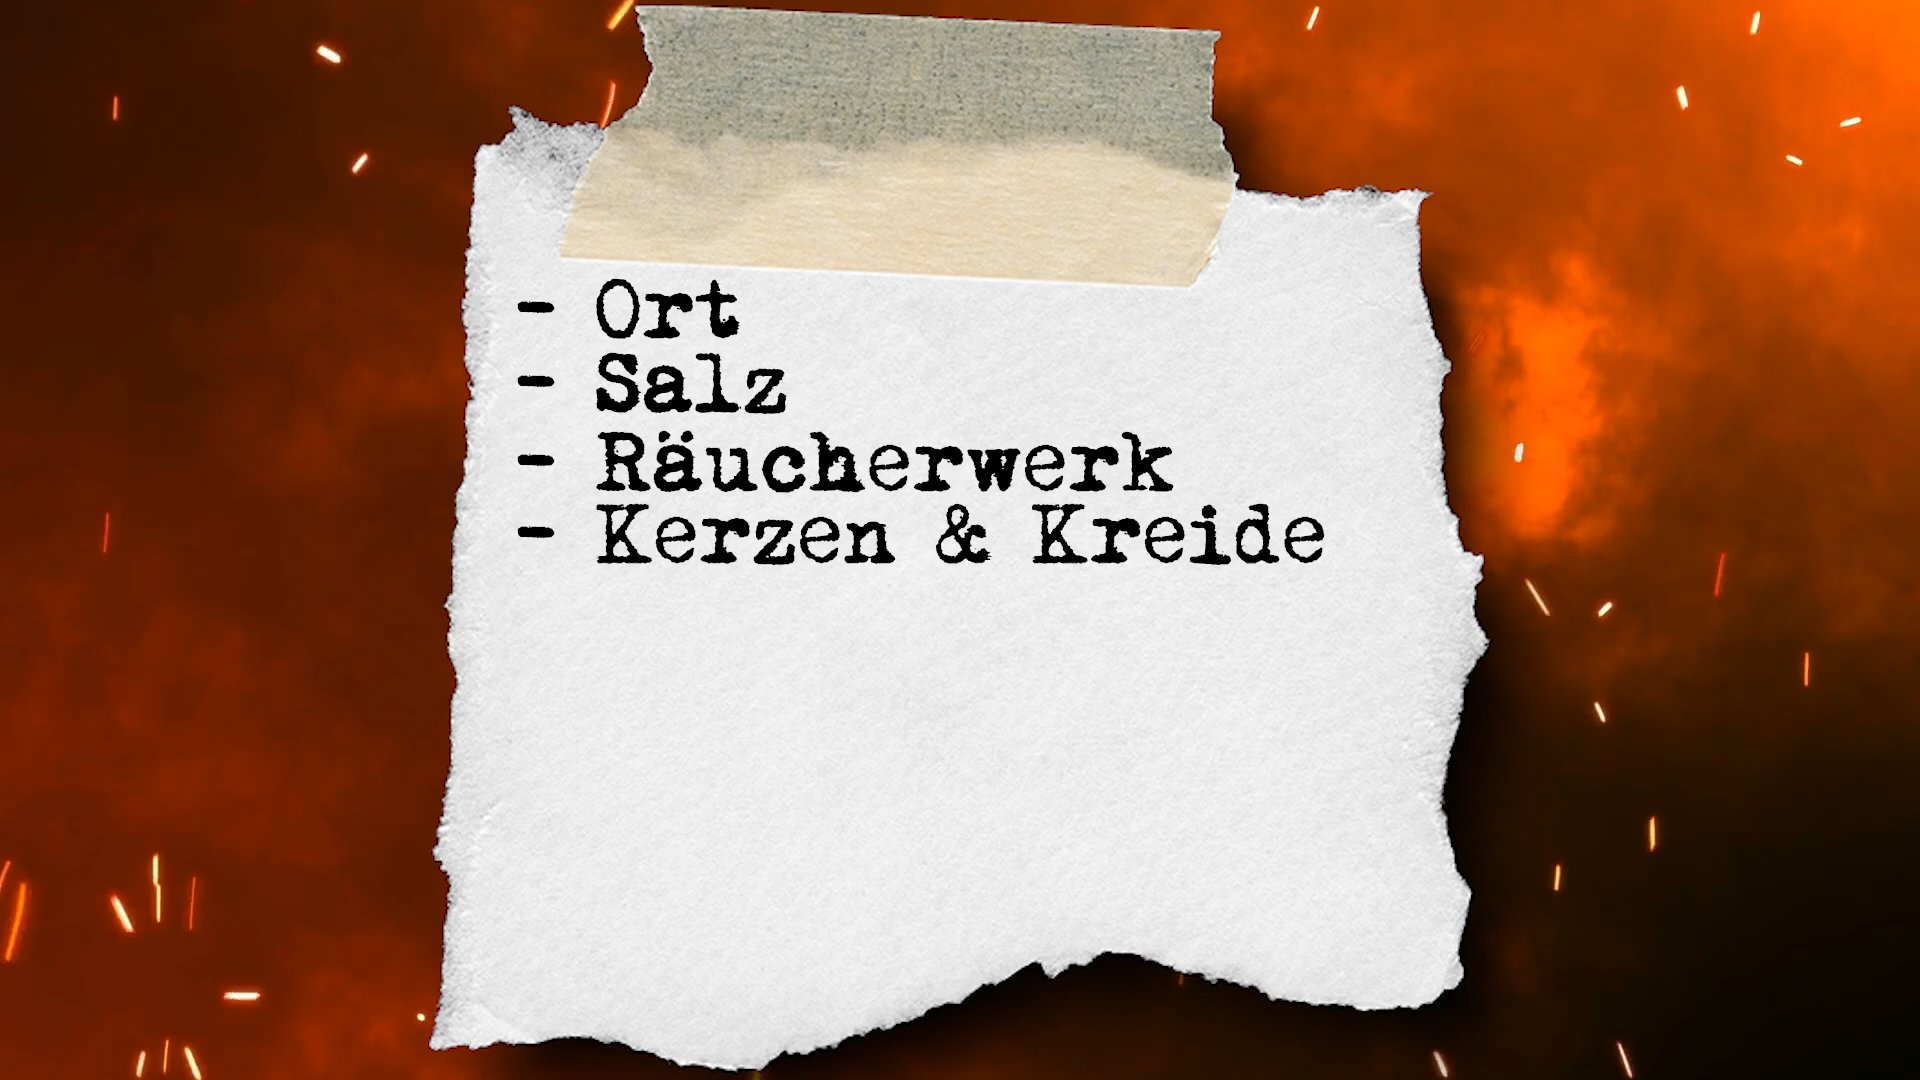 - Ort
- Salz
- Räucherwerk
- Kerzen & Kreide